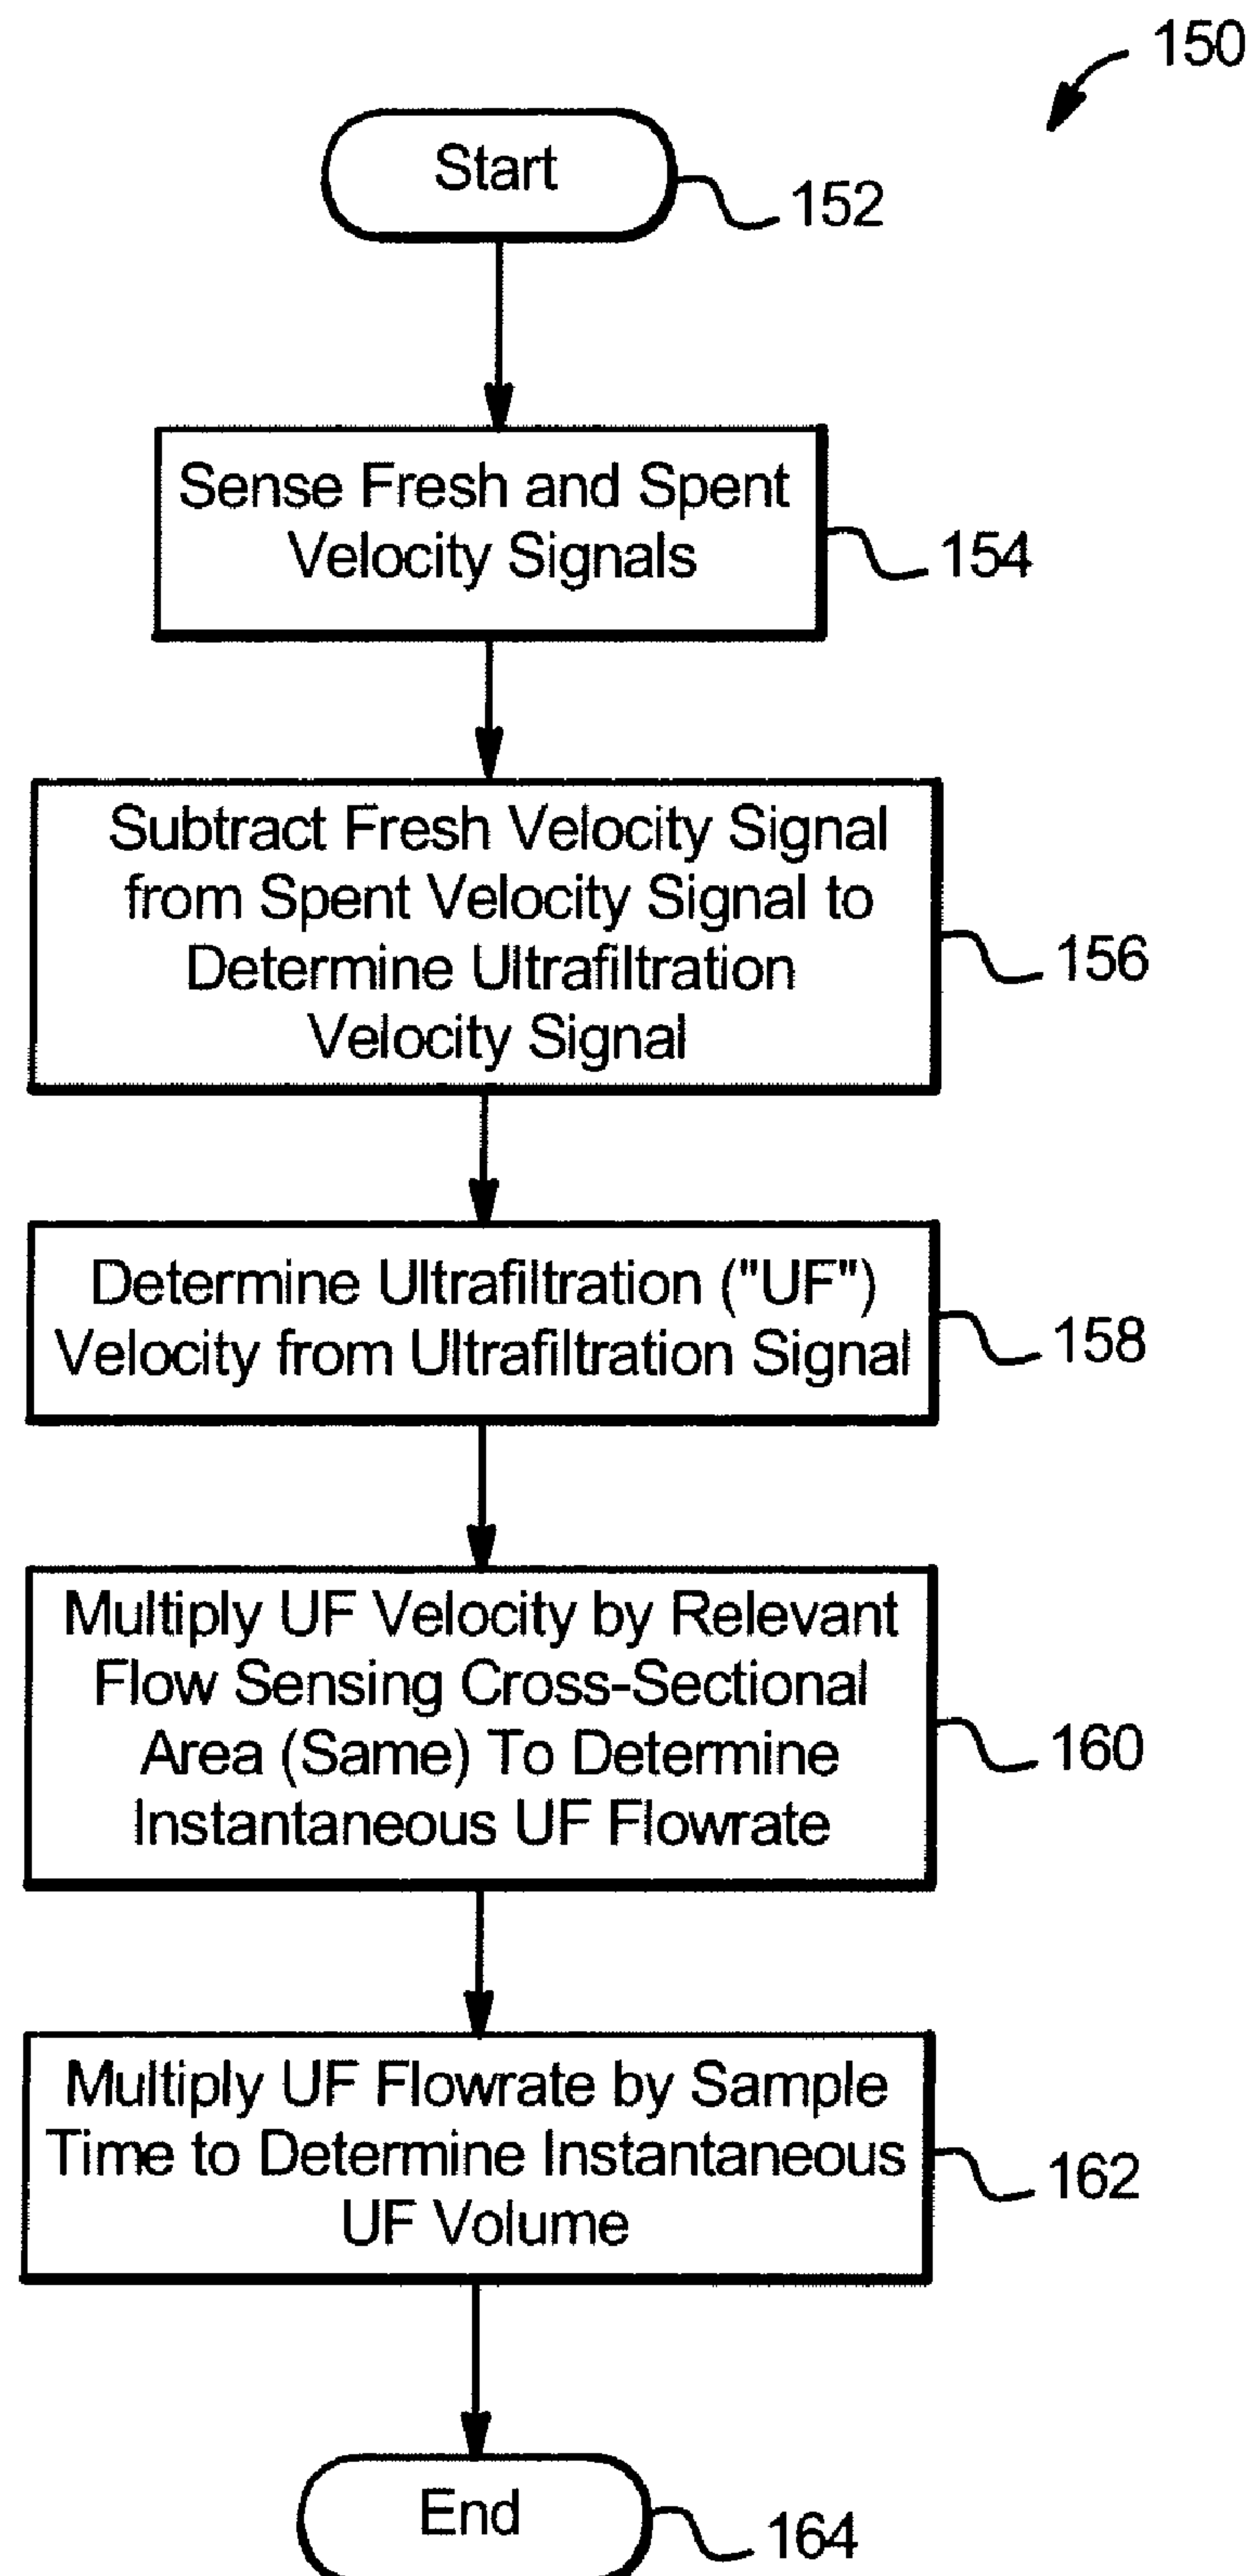 150
Start
152
Sense Fresh and Spent
Velocity Signals
154
Subtract Fresh Velocity Signal
from Spent Velocity Signal to
Determine Ultrafiltration
Velocity Signal
156
Determine Ultrafiltration ("UF")
Velocity from Ultrafiltration Signal
158
Multiply UF Velocity by Relevant
Flow Sensing Cross-Sectional
Area (Same) To Determine
Instantaneous UF Flowrate
160
Multiply UF Flowrate by Sample
Time to Determine Instantaneous
UF Volume
162
End
164